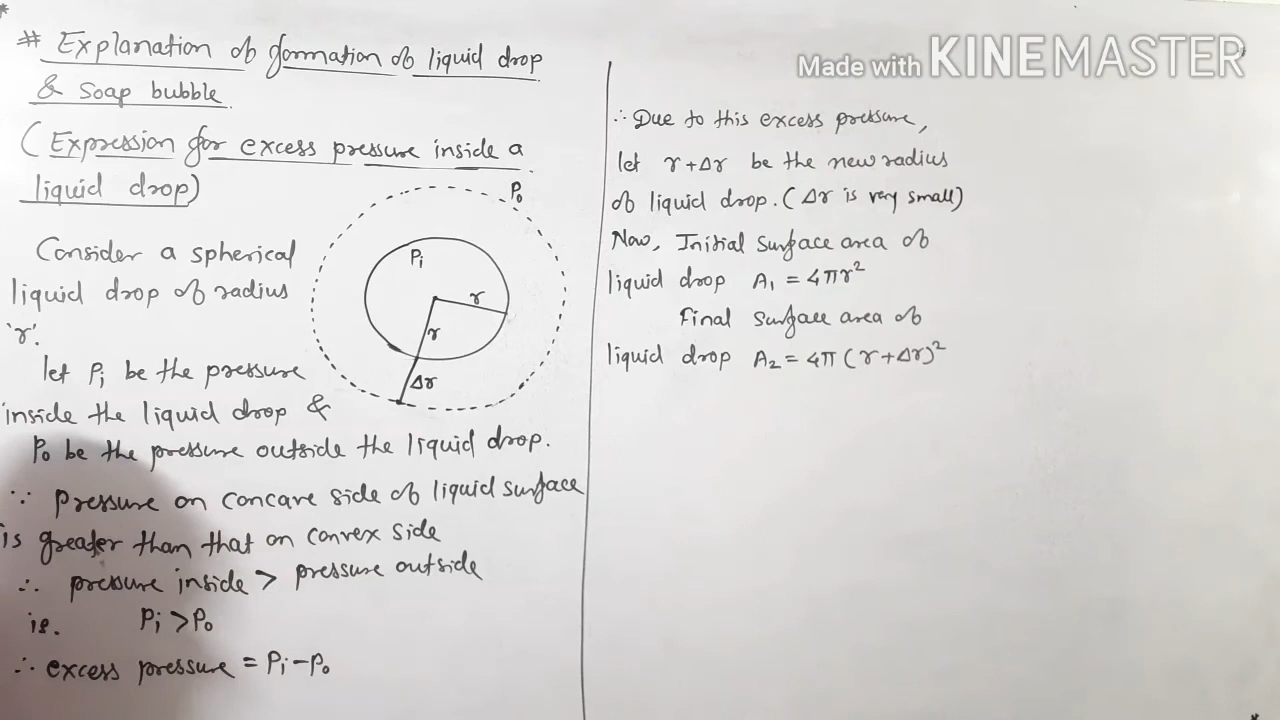 # Explanation of formation of liquid drop
& Soap bubble
(Expression for excess pressure inside a
liquid drop)
Consider a spherical
liquid drop of radius
'r'.
let Pi be the pressure
inside the liquid drop &
P₀ be the pressure outside the liquid drop.
∵ pressure on concave side of liquid surface
is greater than that on convex side
∴ pressure inside > pressure outside
ie. Pi > P₀
∴ excess pressure = Pi - P₀
P₀
Pi
r
r
Δr
Made with KINEMASTER
∴ Due to this excess pressure,
let r + Δr be the new radius
of liquid drop. (Δr is very small)
Now, Initial surface area of
liquid drop A₁ = 4πr²
Final surface area of
liquid drop A₂ = 4π (r + Δr)²